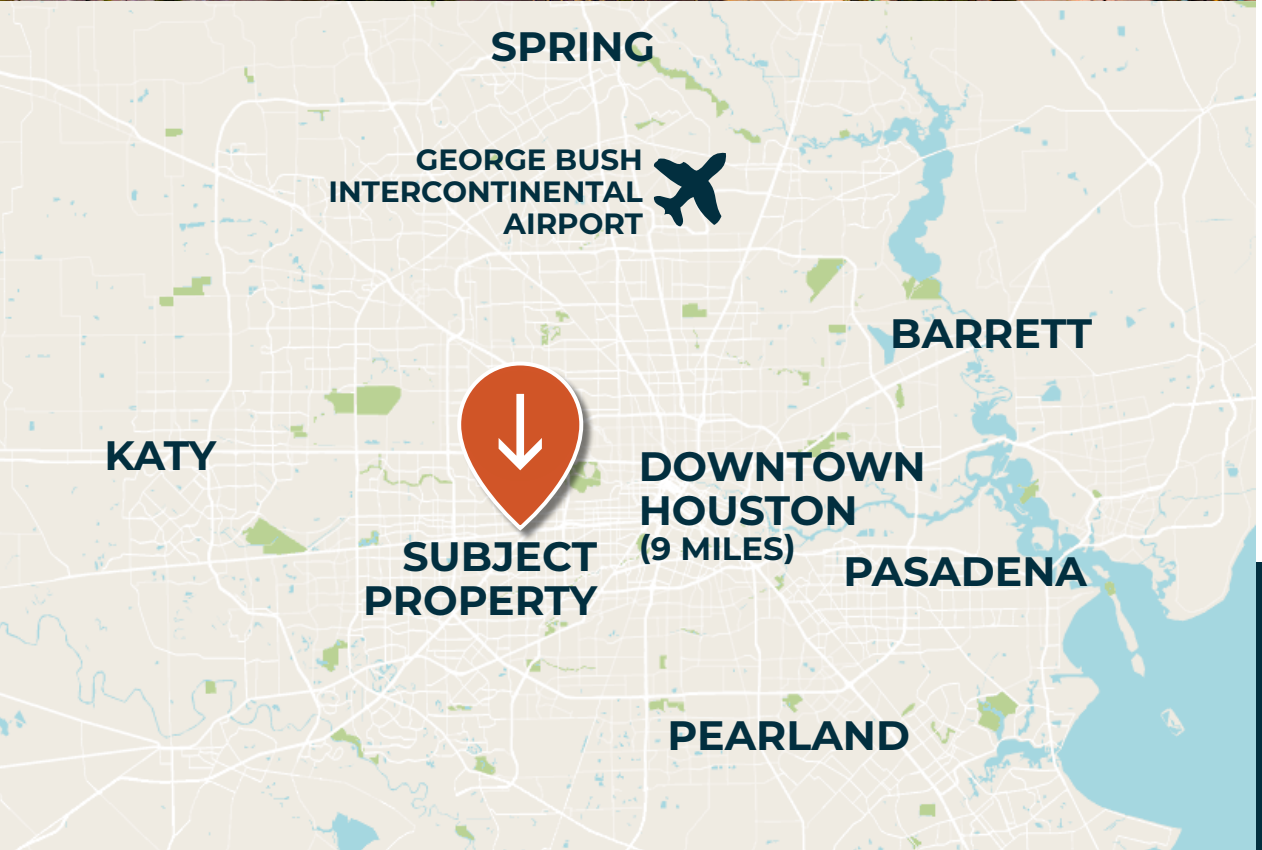 SPRING
GEORGE BUSH
INTERCONTINENTAL
AIRPORT
BARRETT
KATY
DOWNTOWN
HOUSTON
(9 MILES)
SUBJECT
PROPERTY
PASADENA
PEARLAND